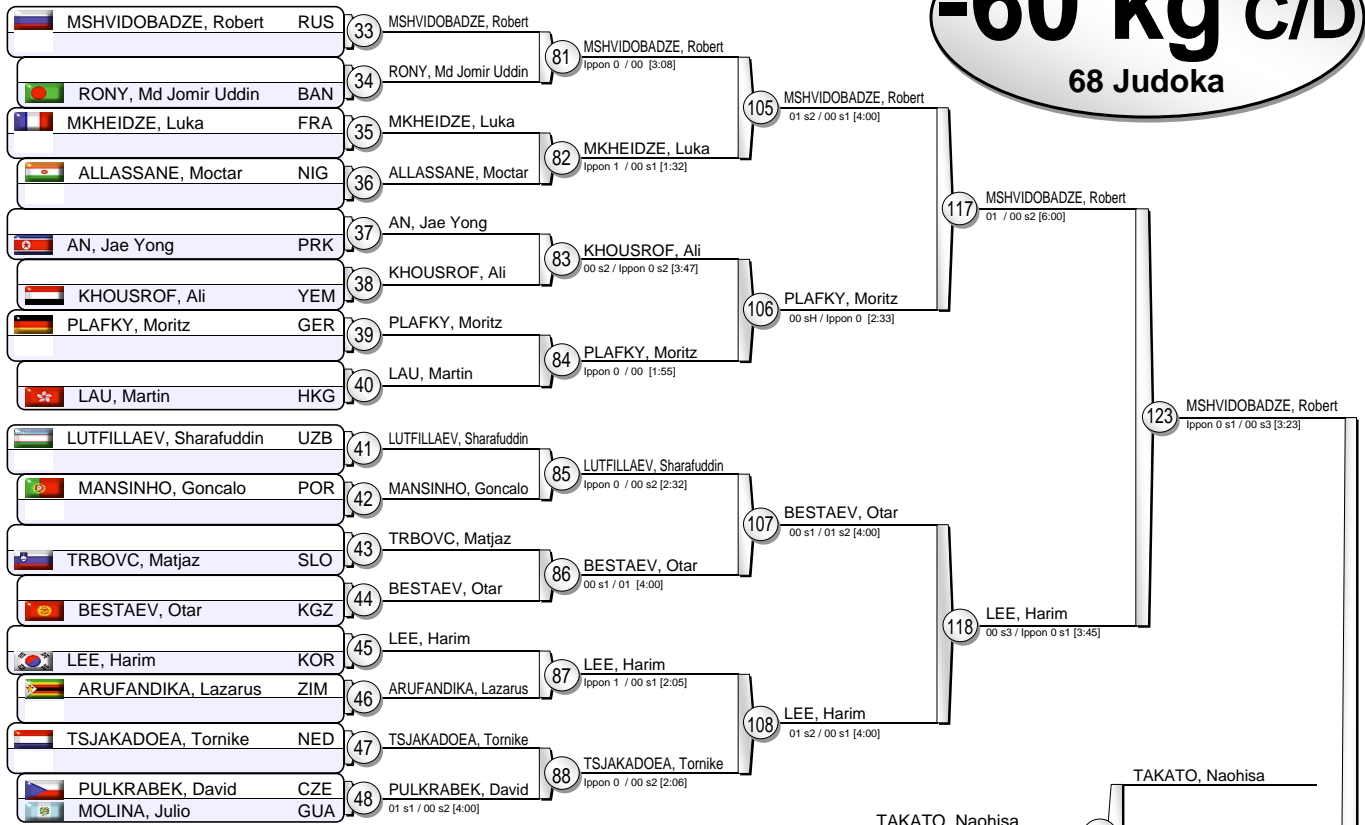 -60 kg C/D
68 Judoka
MSHVIDOBADZE, Robert RUS
RONY, Md Jomir Uddin BAN
MKHEIDZE, Luka FRA
ALLASSANE, Moctar NIG
AN, Jae Yong PRK
KHOUSROF, Ali YEM
PLAFKY, Moritz GER
LAU, Martin HKG
LUTFILLAEV, Sharafuddin UZB
MANSINHO, Goncalo POR
TRBOVC, Matjaz SLO
BESTAEV, Otar KGZ
LEE, Harim KOR
ARUFANDIKA, Lazarus ZIM
TSJAKADOEA, Tornike NED
PULKRABEK, David CZE
MOLINA, Julio GUA
33 MSHVIDOBADZE, Robert
34 RONY, Md Jomir Uddin
35 MKHEIDZE, Luka
36 ALLASSANE, Moctar
37 AN, Jae Yong
38 KHOUSROF, Ali
39 PLAFKY, Moritz
40 LAU, Martin
41 LUTFILLAEV, Sharafuddin
42 MANSINHO, Goncalo
43 TRBOVC, Matjaz
44 BESTAEV, Otar
45 LEE, Harim
46 ARUFANDIKA, Lazarus
47 TSJAKADOEA, Tornike
48 PULKRABEK, David
01 s1 / 00 s2 [4:00]
81 MSHVIDOBADZE, Robert
Ippon 0 / 00 [3:08]
82 MKHEIDZE, Luka
Ippon 1 / 00 s1 [1:32]
83 KHOUSROF, Ali
00 s2 / Ippon 0 s2 [3:47]
84 PLAFKY, Moritz
Ippon 0 / 00 [1:55]
85 LUTFILLAEV, Sharafuddin
Ippon 0 / 00 s2 [2:32]
86 BESTAEV, Otar
00 s1 / 01 [4:00]
87 LEE, Harim
Ippon 1 / 00 s1 [2:05]
88 TSJAKADOEA, Tornike
Ippon 0 / 00 s2 [2:06]
105 MSHVIDOBADZE, Robert
01 s2 / 00 s1 [4:00]
106 PLAFKY, Moritz
00 sH / Ippon 0 [2:33]
107 BESTAEV, Otar
00 s1 / 01 s2 [4:00]
108 LEE, Harim
01 s2 / 00 s1 [4:00]
117 MSHVIDOBADZE, Robert
01 / 00 s2 [6:00]
118 LEE, Harim
00 s3 / Ippon 0 s1 [3:45]
123 MSHVIDOBADZE, Robert
Ippon 0 s1 / 00 s3 [3:23]
TAKATO, Naohisa
TAKATO, Naohisa